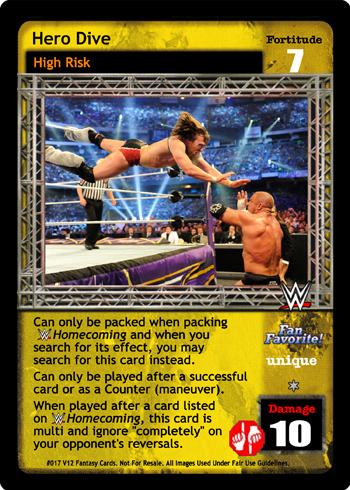 Hero Dive
Fortitude
7
High Risk
W
Can only be packed when packing
W Homecoming and when you
search for its effect, you may
search for this card instead.
Can only be played after a successful
card or as a Counter (maneuver).
When played after a card listed
on W Homecoming, this card is
multi and ignore "completely" on
your opponent's reversals.
Fan
Favorite!
unique
*
Damage
10
#017 V12 Fantasy Cards. Not For Resale. All Images Used Under Fair Use Guidelines.